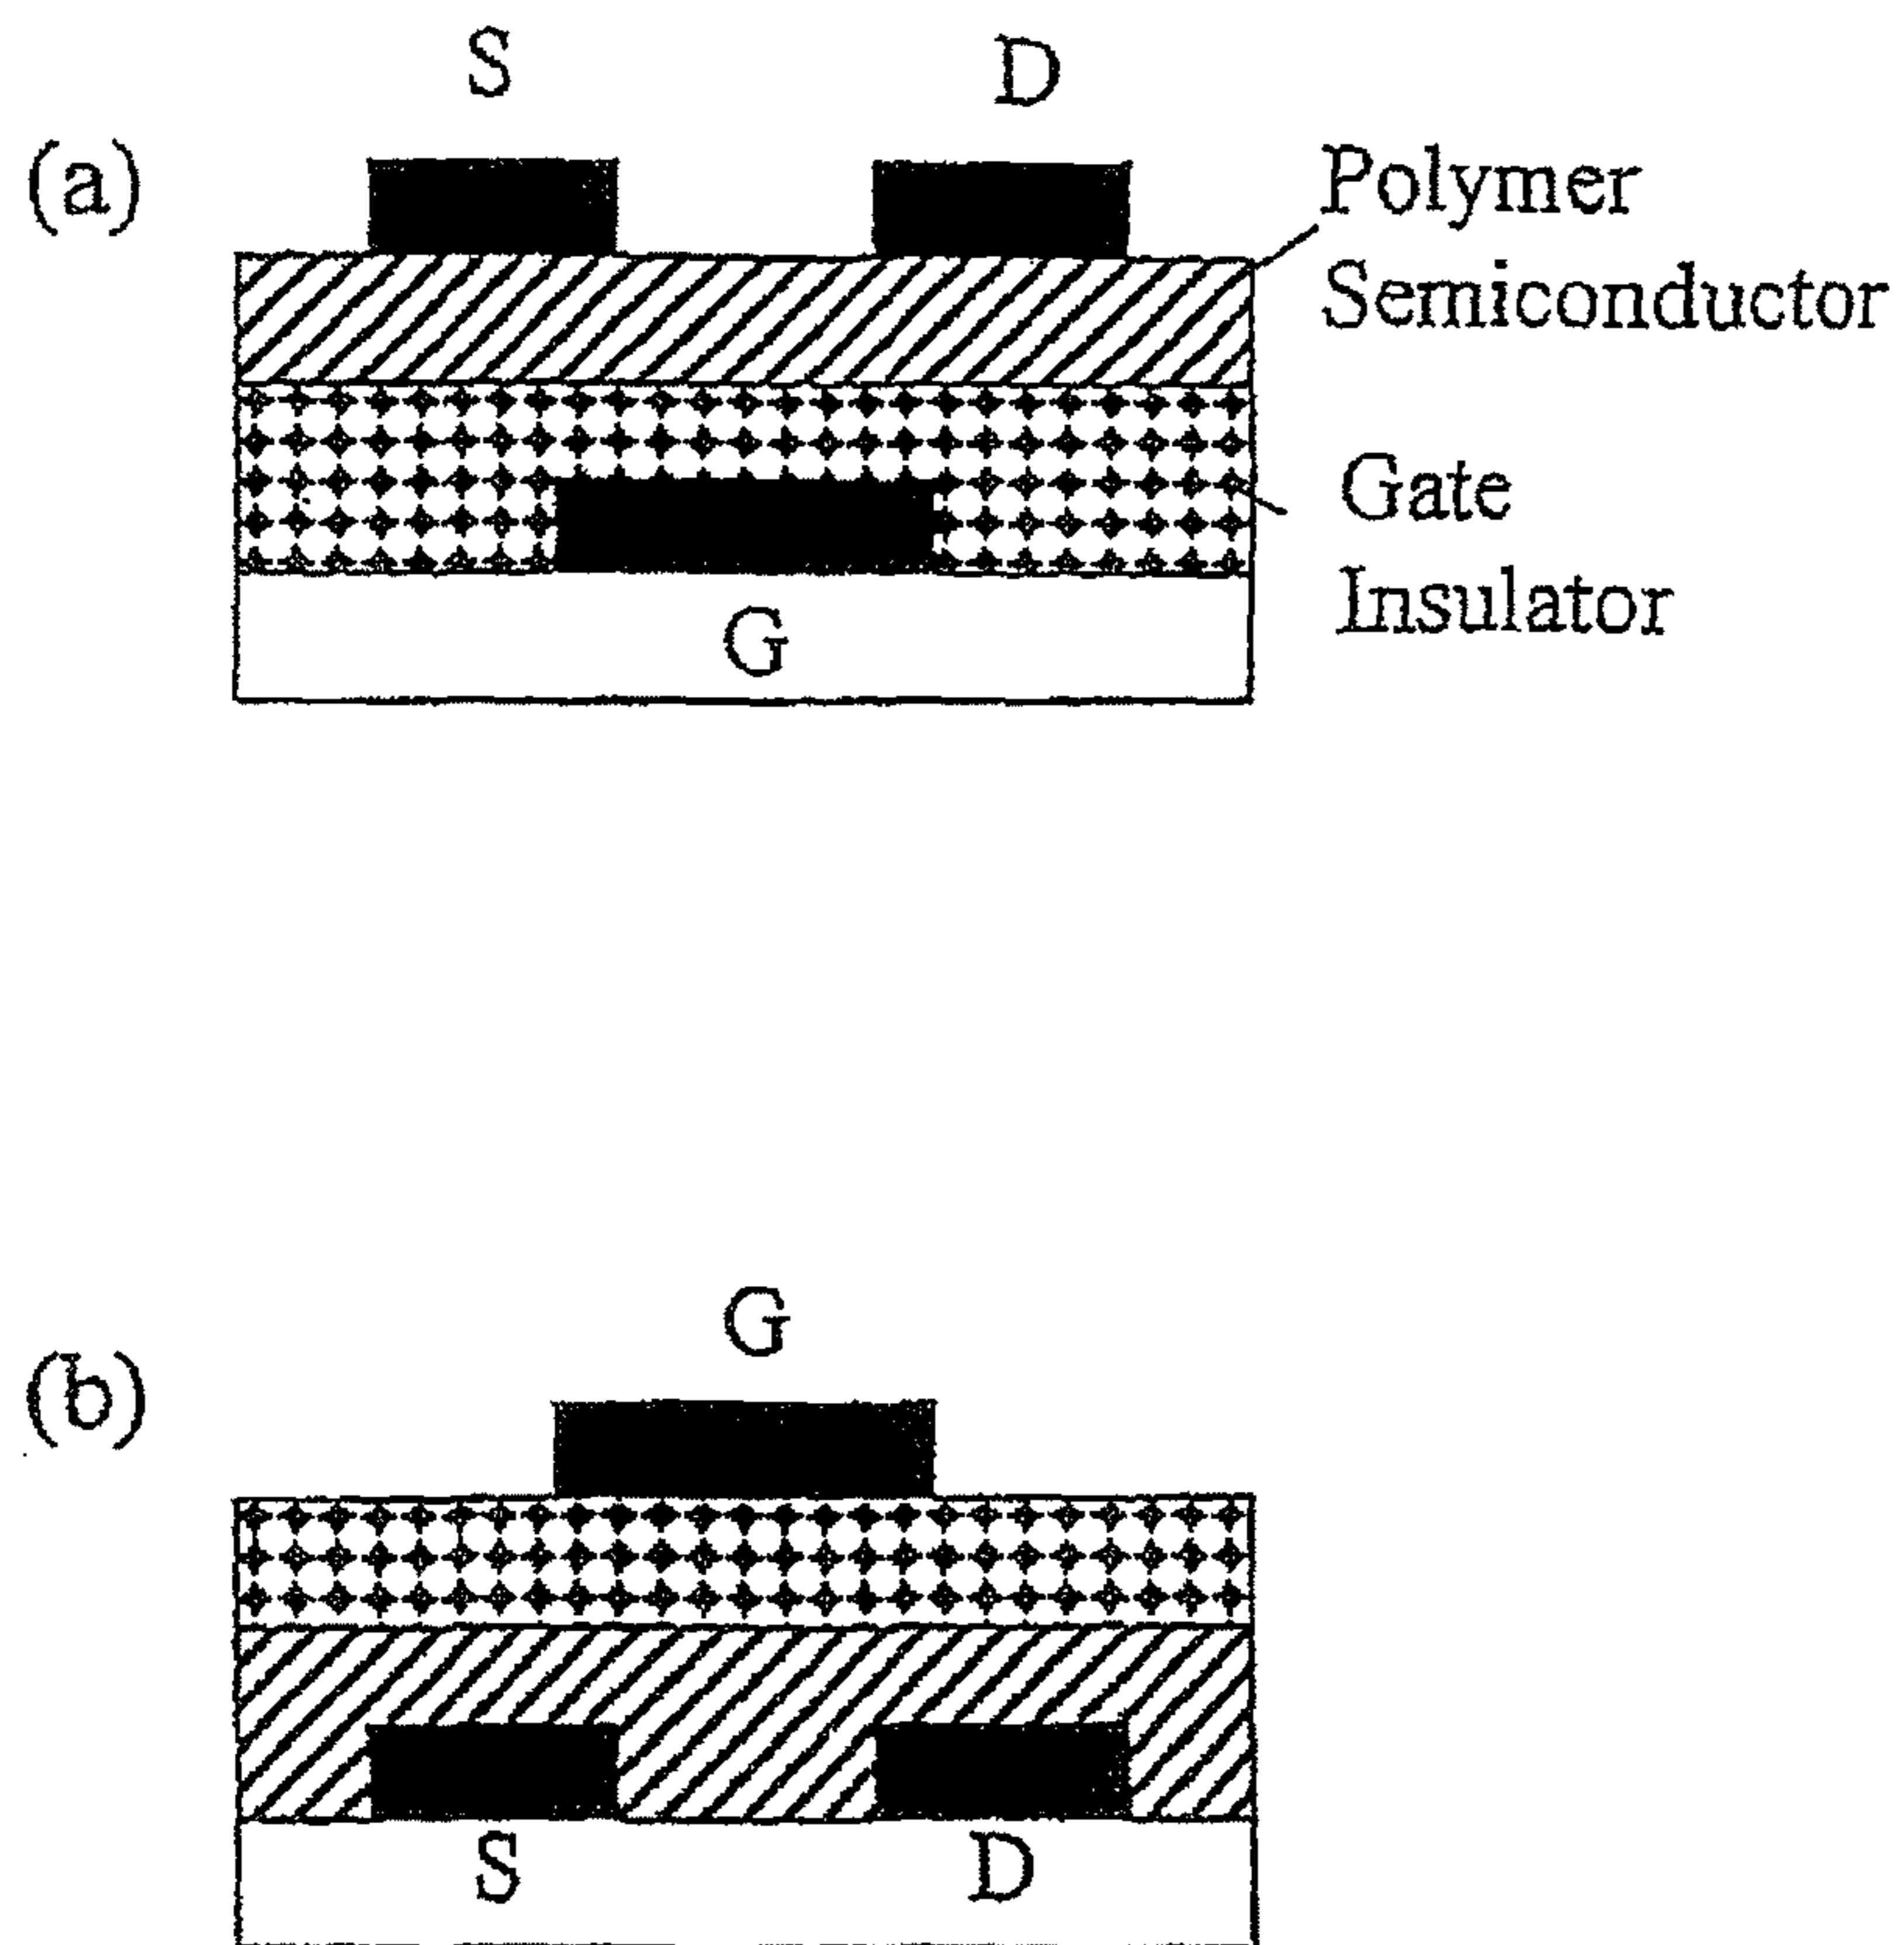 S D
(a)
Polymer
Semiconductor
Gate
Insulator
G
G
(b)
S D